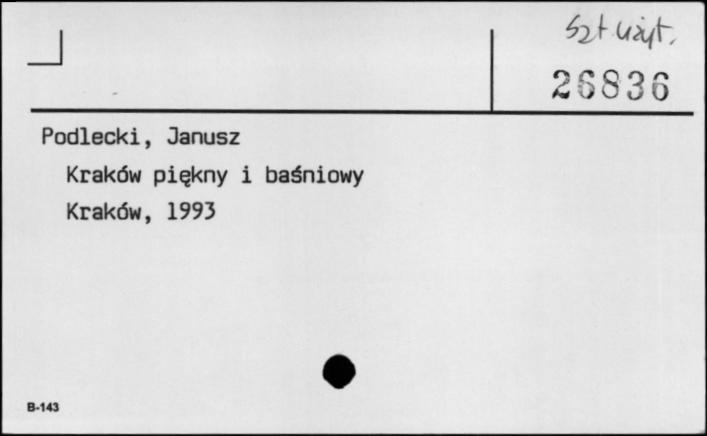 Szt. użyt.
26836
Podlecki, Janusz
Kraków piękny i baśniowy
Kraków, 1993
B-143